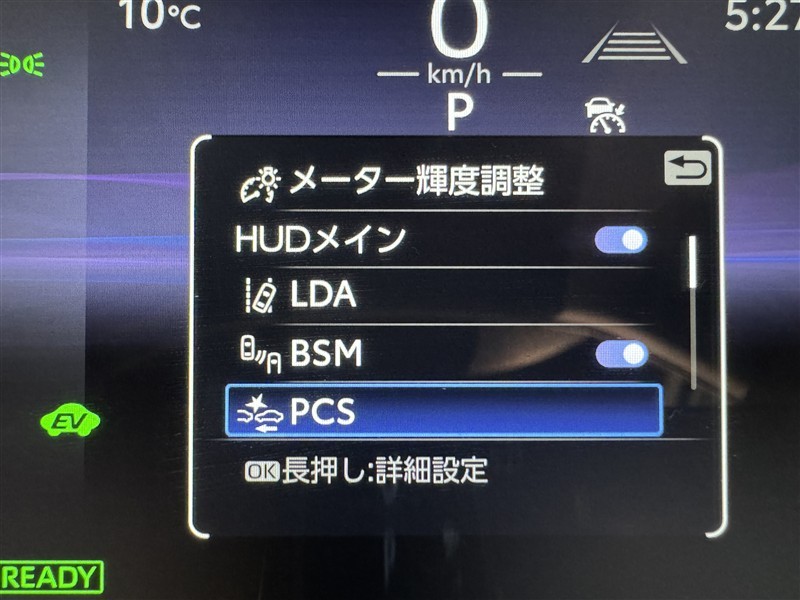 10°C
0
5:27
km/h
P
メーター輝度調整
HUDメイン
LDA
BSM
PCS
EV
OK長押し:詳細設定
READY